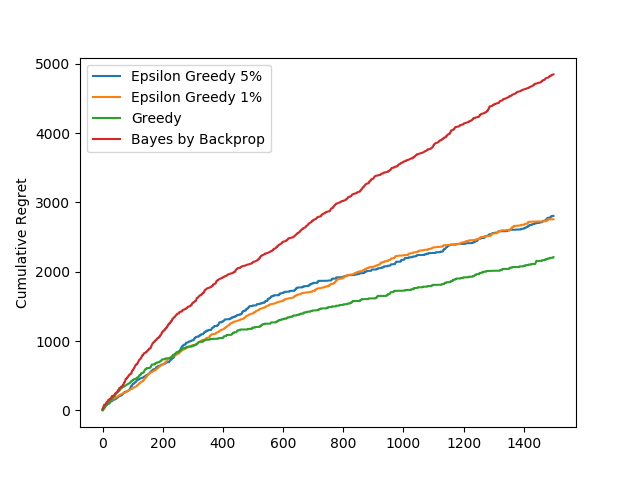 Epsilon Greedy 5%
Epsilon Greedy 1%
Greedy
Bayes by Backprop
Cumulative Regret
5000
4000
3000
2000
1000
0
0 200 400 600 800 1000 1200 1400